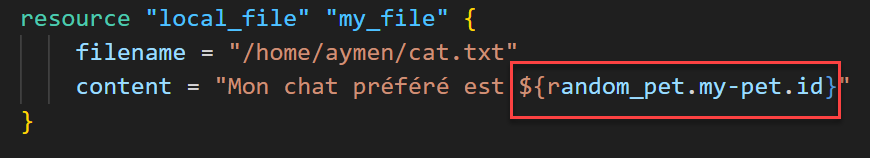 resource "local_file" "my_file" {
filename = "/home/aymen/cat.txt"
content = "Mon chat préféré est ${random_pet.my-pet.id}"
}